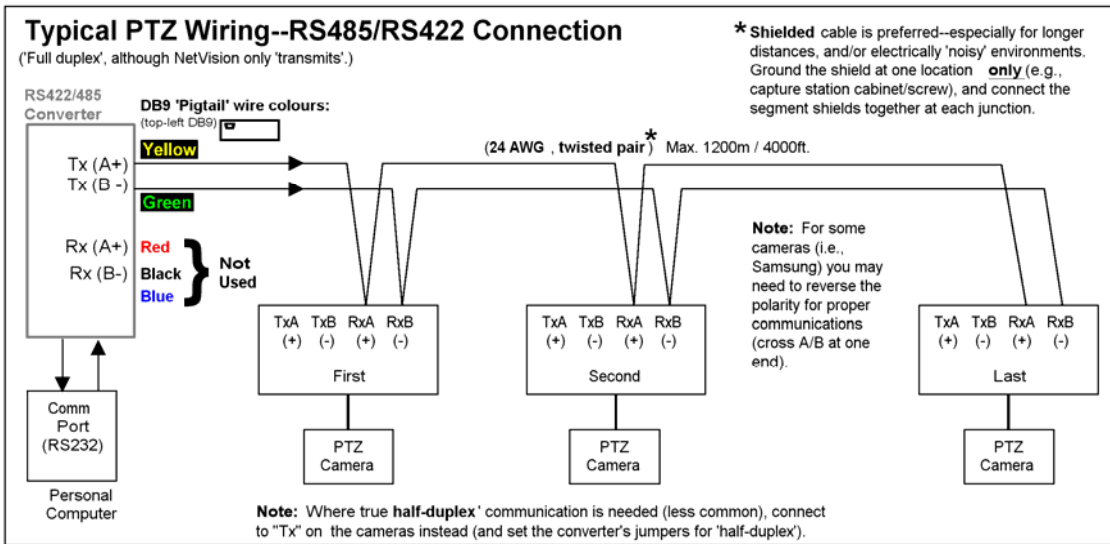 Typical PTZ Wiring--RS485/RS422 Connection
('Full duplex', although NetVision only 'transmits'.)
* Shielded cable is preferred--especially for longer
distances, and/or electrically 'noisy' environments.
Ground the shield at one location only (e.g.,
capture station cabinet/screw), and connect the
segment shields together at each junction.
RS422/485
Converter
DB9 'Pigtail' wire colours:
(top-left DB9)
Tx (A+)
Tx (B -)
Rx (A+)
Rx (B-)
Yellow
Green
Red
Black
Blue
Not
Used
(24 AWG , twisted pair)* Max. 1200m / 4000ft.
Note: For some
cameras (i.e.,
Samsung) you may
need to reverse the
polarity for proper
communications
(cross A/B at one
end).
TxA TxB RxA RxB
(+) (-) (+) (-)
First
TxA TxB RxA RxB
(+) (-) (+) (-)
Second
TxA TxB RxA RxB
(+) (-) (+) (-)
Last
PTZ
Camera
PTZ
Camera
PTZ
Camera
Comm
Port
(RS232)
Personal
Computer
Note: Where true half-duplex' communication is needed (less common), connect
to "Tx" on the cameras instead (and set the converter's jumpers for 'half-duplex').